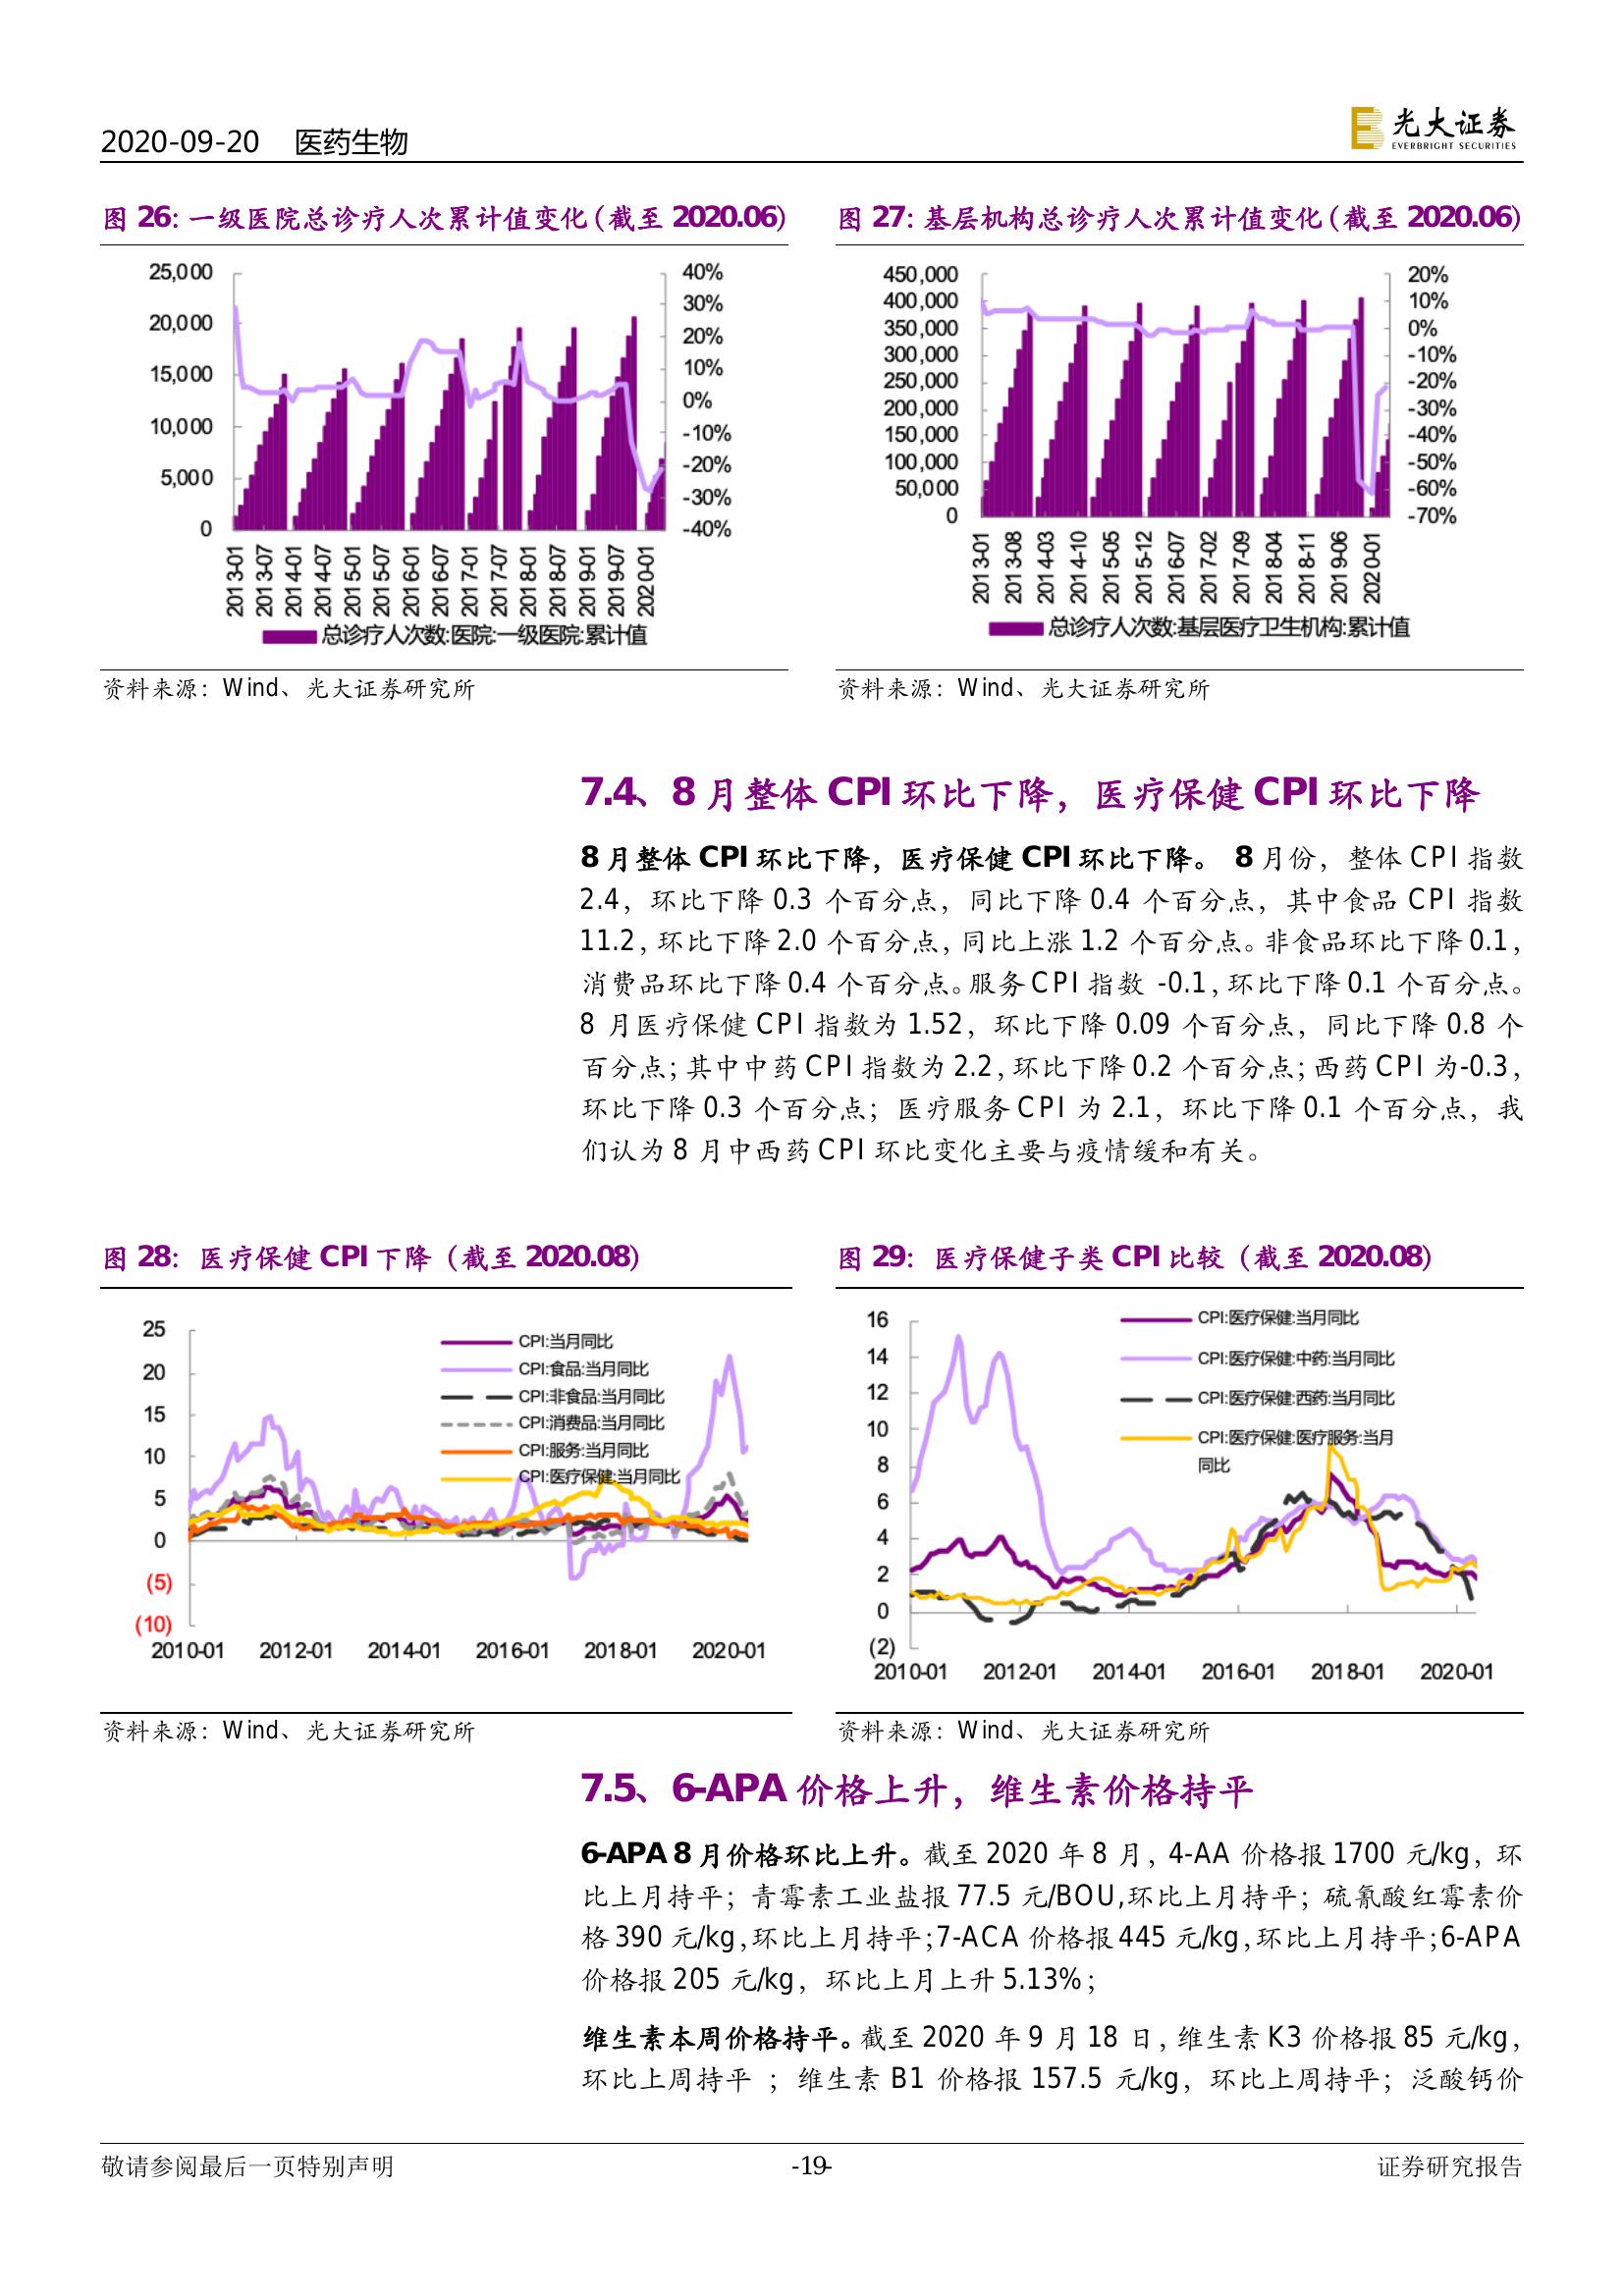 2020-09-20 医药生物
光大证券
EVERBRIGHT SECURITIES
图 26：一级医院总诊疗人次累计值变化（截至 2020.06）
25,000
20,000
15,000
10,000
5,000
0
40%
30%
20%
10%
0%
-10%
-20%
-30%
-40%
2013-01
2013-07
2014-01
2014-07
2015-01
2015-07
2016-01
2016-07
2017-01
2017-07
2018-01
2018-07
2019-01
2019-07
2020-01
总诊疗人次数:医院:一级医院:累计值
资料来源：Wind、光大证券研究所
图 27：基层机构总诊疗人次累计值变化（截至 2020.06）
450,000
400,000
350,000
300,000
250,000
200,000
150,000
100,000
50,000
0
20%
10%
0%
-10%
-20%
-30%
-40%
-50%
-60%
-70%
2013-01
2013-08
2014-03
2014-10
2015-05
2015-12
2016-07
2017-02
2017-09
2018-04
2018-11
2019-06
2020-01
总诊疗人次数:基层医疗卫生机构:累计值
资料来源：Wind、光大证券研究所
7.4、8 月整体 CPI 环比下降，医疗保健 CPI 环比下降
8 月整体 CPI 环比下降，医疗保健 CPI 环比下降。 8 月份，整体 CPI 指数
2.4，环比下降 0.3 个百分点，同比下降 0.4 个百分点，其中食品 CPI 指数
11.2，环比下降 2.0 个百分点，同比上涨 1.2 个百分点。非食品环比下降 0.1，
消费品环比下降 0.4 个百分点。服务 CPI 指数 -0.1，环比下降 0.1 个百分点。
8 月医疗保健 CPI 指数为 1.52，环比下降 0.09 个百分点，同比下降 0.8 个
百分点；其中中药 CPI 指数为 2.2，环比下降 0.2 个百分点；西药 CPI 为-0.3，
环比下降 0.3 个百分点；医疗服务 CPI 为 2.1，环比下降 0.1 个百分点，我
们认为 8 月中西药 CPI 环比变化主要与疫情缓和有关。
图 28：医疗保健 CPI 下降（截至 2020.08）
25
20
15
10
5
0
(5)
(10)
CPI:当月同比
CPI:食品:当月同比
CPI:非食品:当月同比
CPI:消费品:当月同比
CPI:服务:当月同比
CPI:医疗保健:当月同比
2010-01 2012-01 2014-01 2016-01 2018-01 2020-01
资料来源：Wind、光大证券研究所
图 29：医疗保健子类 CPI 比较（截至 2020.08）
16
14
12
10
8
6
4
2
0
(2)
CPI:医疗保健:当月同比
CPI:医疗保健:中药:当月同比
CPI:医疗保健:西药:当月同比
CPI:医疗保健:医疗服务:当月
同比
2010-01 2012-01 2014-01 2016-01 2018-01 2020-01
资料来源：Wind、光大证券研究所
7.5、6-APA 价格上升，维生素价格持平
6-APA 8 月价格环比上升。截至 2020 年 8 月，4-AA 价格报 1700 元/kg，环
比上月持平；青霉素工业盐报 77.5 元/BOU,环比上月持平；硫氰酸红霉素价
格 390 元/kg,环比上月持平;7-ACA 价格报 445 元/kg,环比上月持平;6-APA
价格报 205 元/kg，环比上月上升 5.13%；
维生素本周价格持平。截至 2020 年 9 月 18 日，维生素 K3 价格报 85 元/kg，
环比上周持平 ；维生素 B1 价格报 157.5 元/kg，环比上周持平；泛酸钙价
敬请参阅最后一页特别声明 -19- 证券研究报告